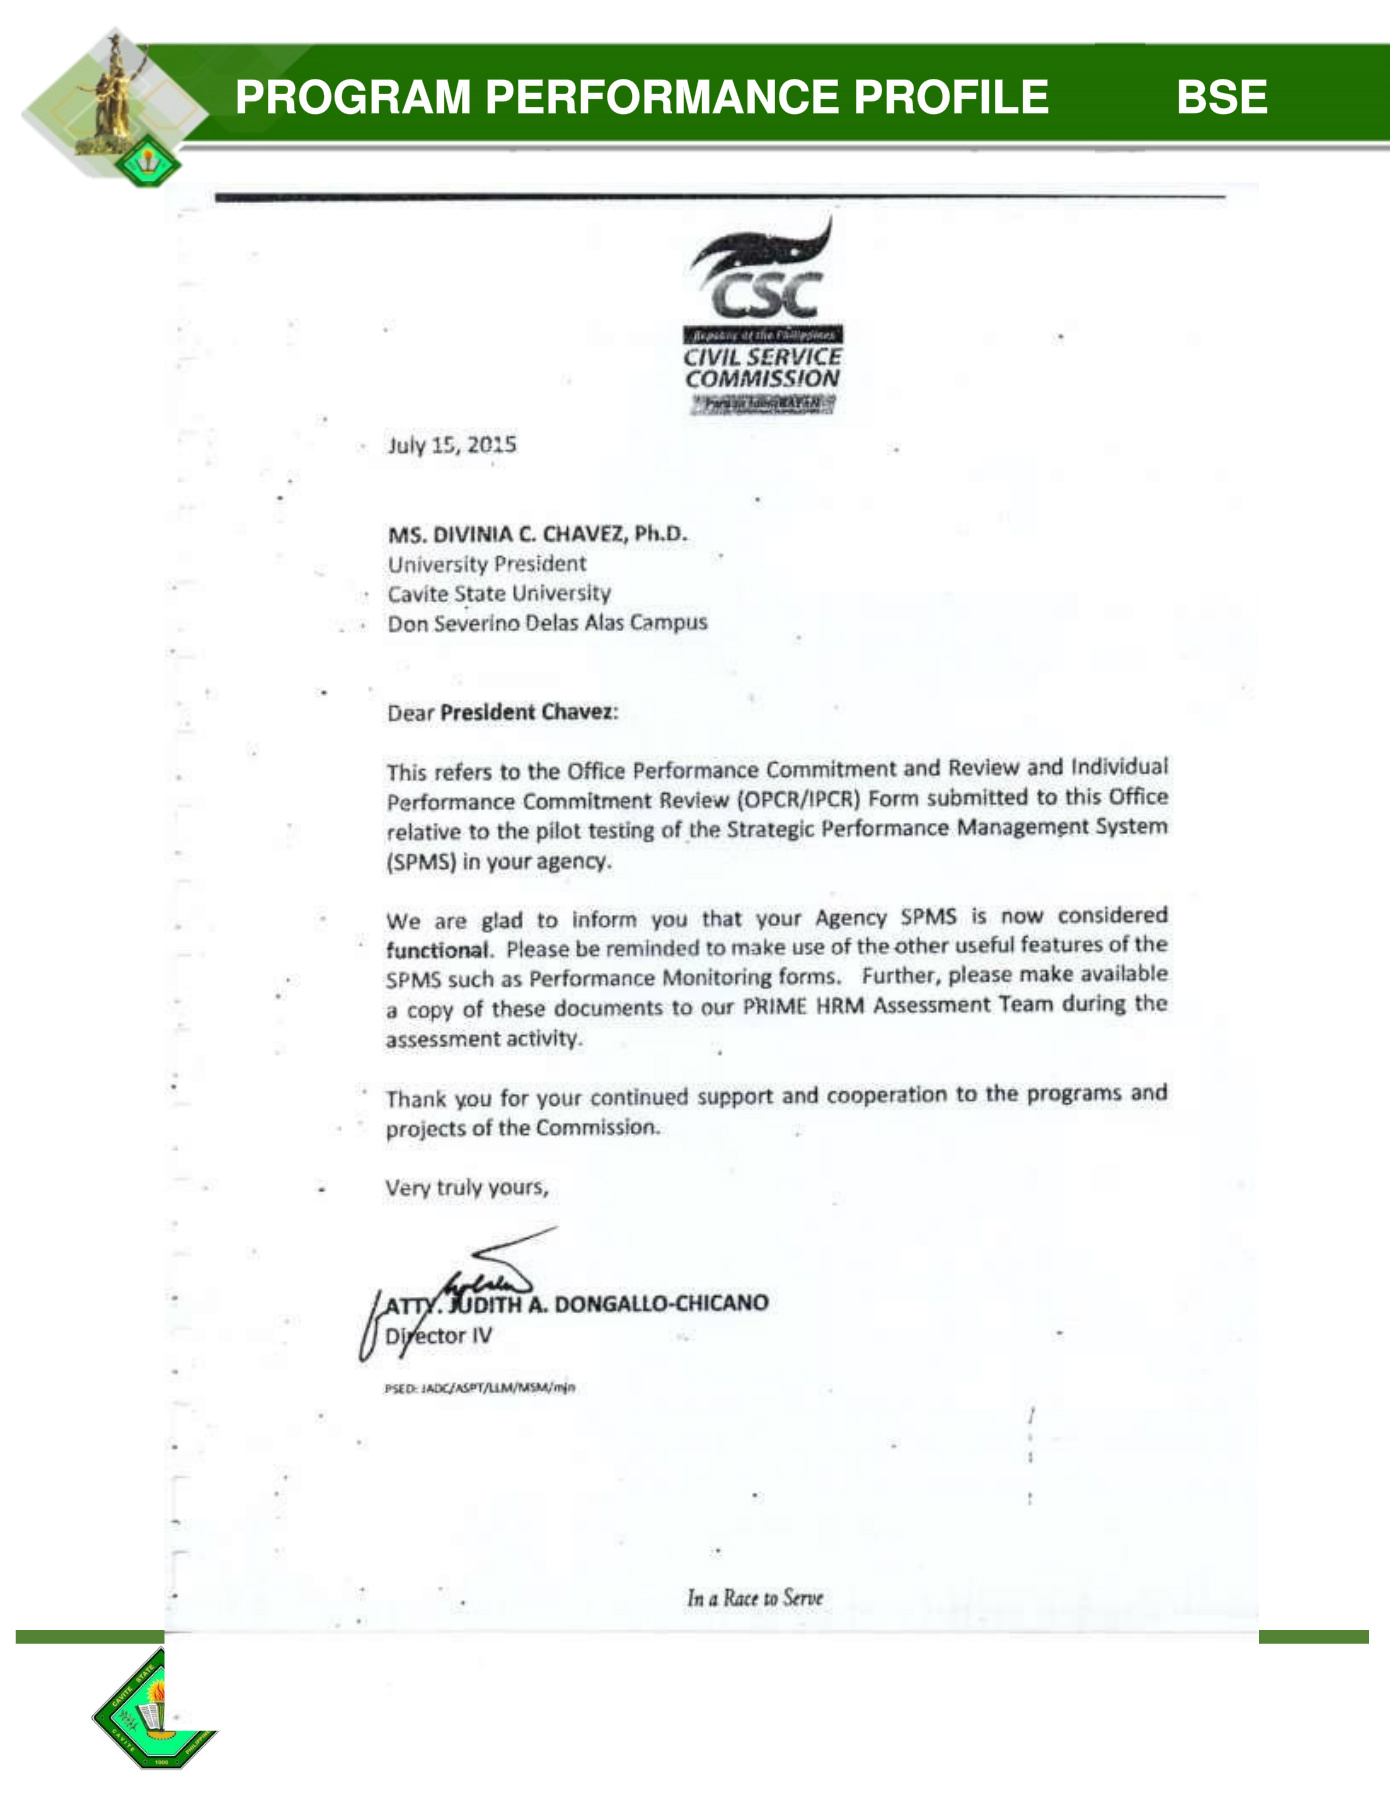 PROGRAM PERFORMANCE PROFILE BSE
CSC
Republic of the Philippines
CIVIL SERVICE
COMMISSION
July 15, 2015
MS. DIVINIA C. CHAVEZ, Ph.D.
University President
Cavite State University
Don Severino Delas Alas Campus
Dear President Chavez:
This refers to the Office Performance Commitment and Review and Individual
Performance Commitment Review (OPCR/IPCR) Form submitted to this Office
relative to the pilot testing of the Strategic Performance Management System
(SPMS) in your agency.
We are glad to inform you that your Agency SPMS is now considered
functional. Please be reminded to make use of the other useful features of the
SPMS such as Performance Monitoring forms. Further, please make available
a copy of these documents to our PRIME HRM Assessment Team during the
assessment activity.
Thank you for your continued support and cooperation to the programs and
projects of the Commission.
Very truly yours,
ATTY. JUDITH A. DONGALLO-CHICANO
Director IV
PSED: JADC/ASPT/LLM/MSM/mjn
In a Race to Serve
CAVITE STATE
CAVITE
1906